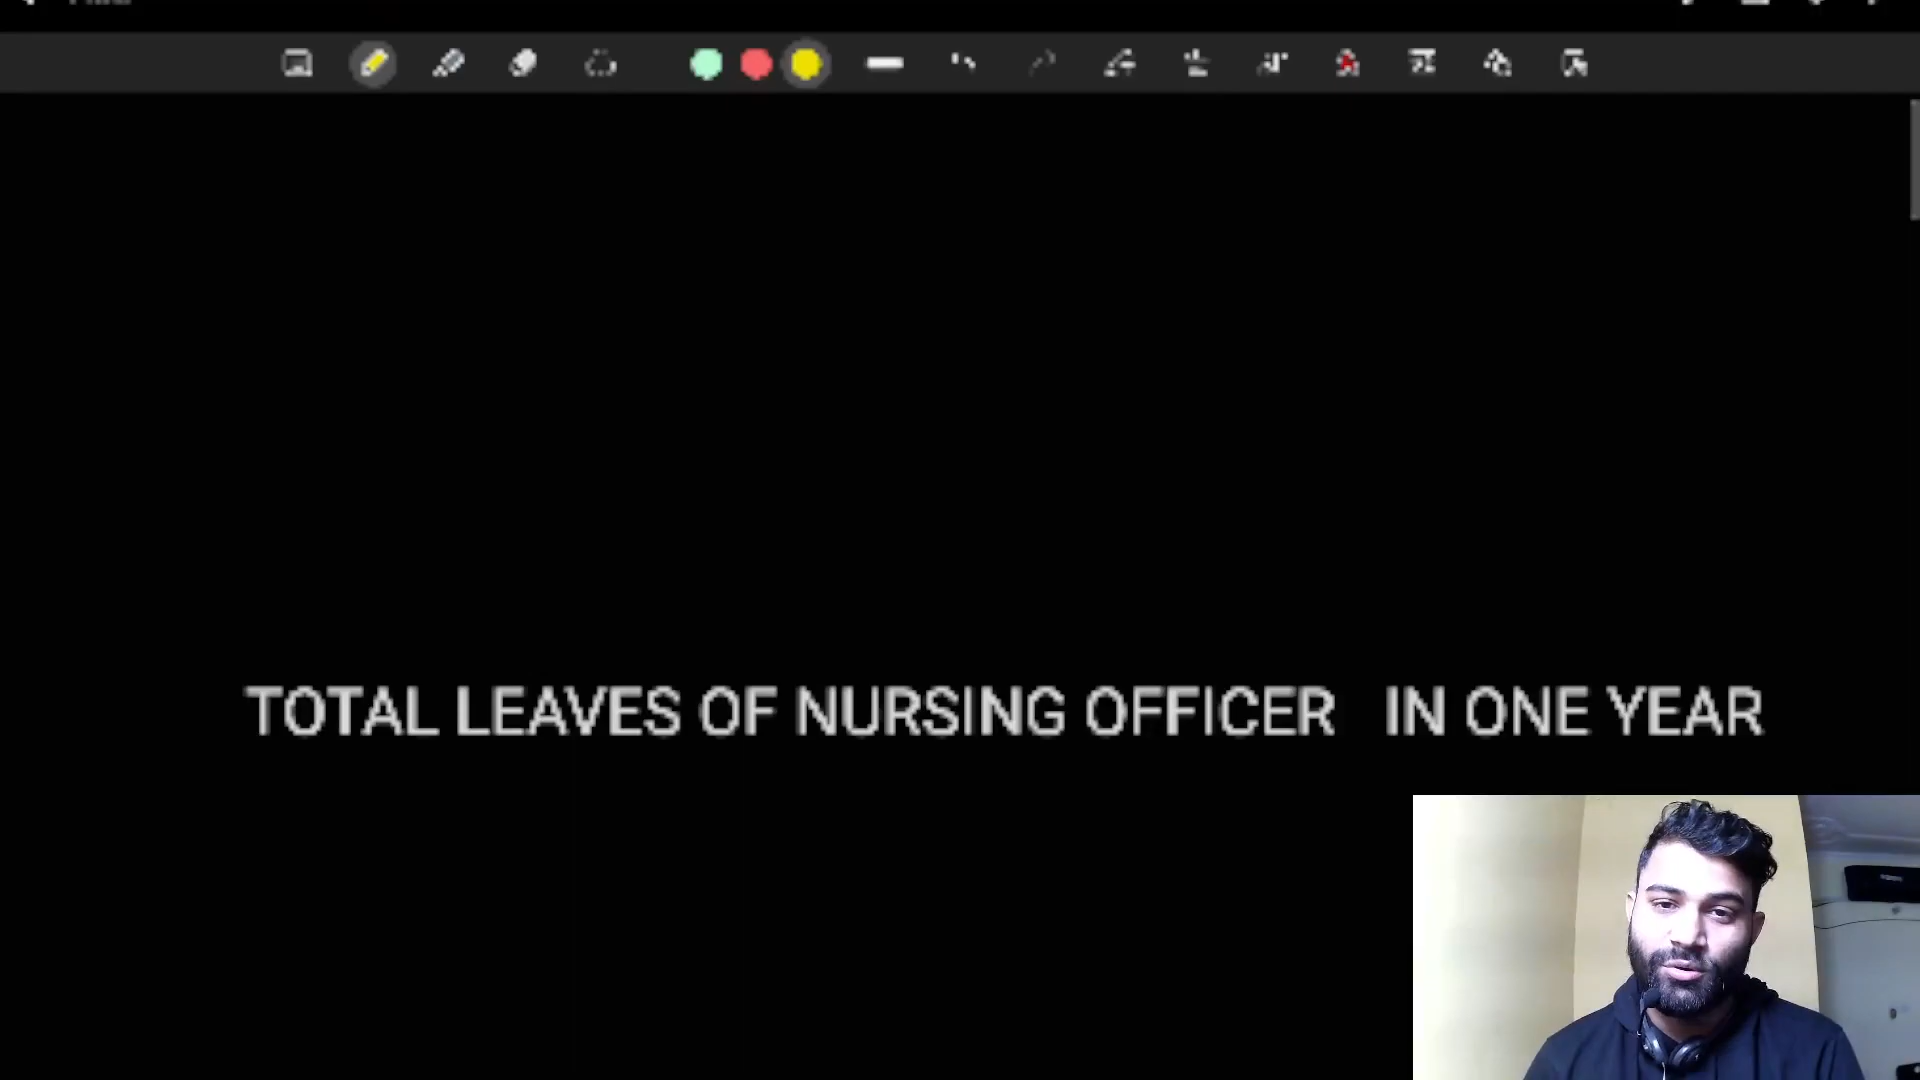 TOTAL LEAVES OF NURSING OFFICER IN ONE YEAR